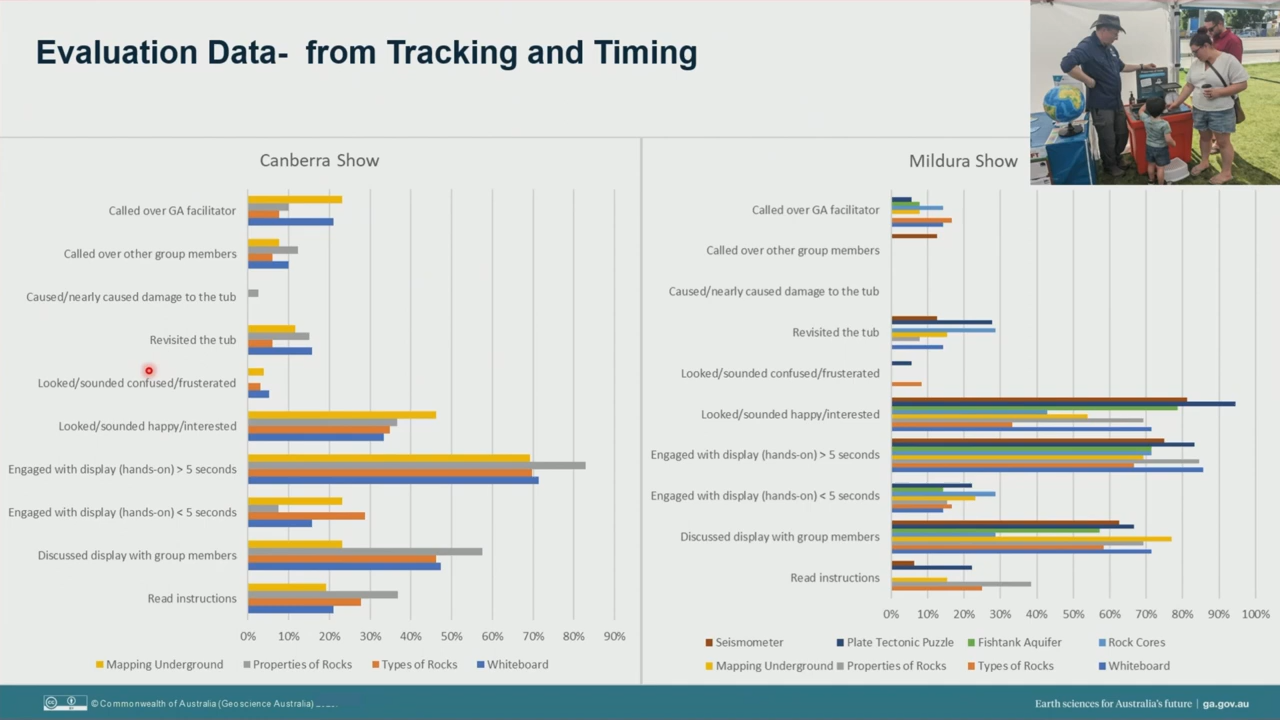 Evaluation Data-  from Tracking and Timing
Canberra Show
Called over GA facilitator
Called over other group members
Caused/nearly caused damage to the tub
Revisited the tub
Looked/sounded confused/frusterated
Looked/sounded happy/interested
Engaged with display (hands-on) > 5 seconds
Engaged with display (hands-on) < 5 seconds
Discussed display with group members
Read instructions
0% 10% 20% 30% 40% 50% 60% 70% 80% 90%
Mapping Underground Properties of Rocks Types of Rocks Whiteboard
Mildura Show
Called over GA facilitator
Called over other group members
Caused/nearly caused damage to the tub
Revisited the tub
Looked/sounded confused/frusterated
Looked/sounded happy/interested
Engaged with display (hands-on) > 5 seconds
Engaged with display (hands-on) < 5 seconds
Discussed display with group members
Read instructions
0% 10% 20% 30% 40% 50% 60% 70% 80% 90% 100%
Seismometer Plate Tectonic Puzzle Fishtank Aquifer Rock Cores
Mapping Underground Properties of Rocks Types of Rocks Whiteboard
© Commonwealth of Australia (Geoscience Australia)
Earth sciences for Australia's future | ga.gov.au